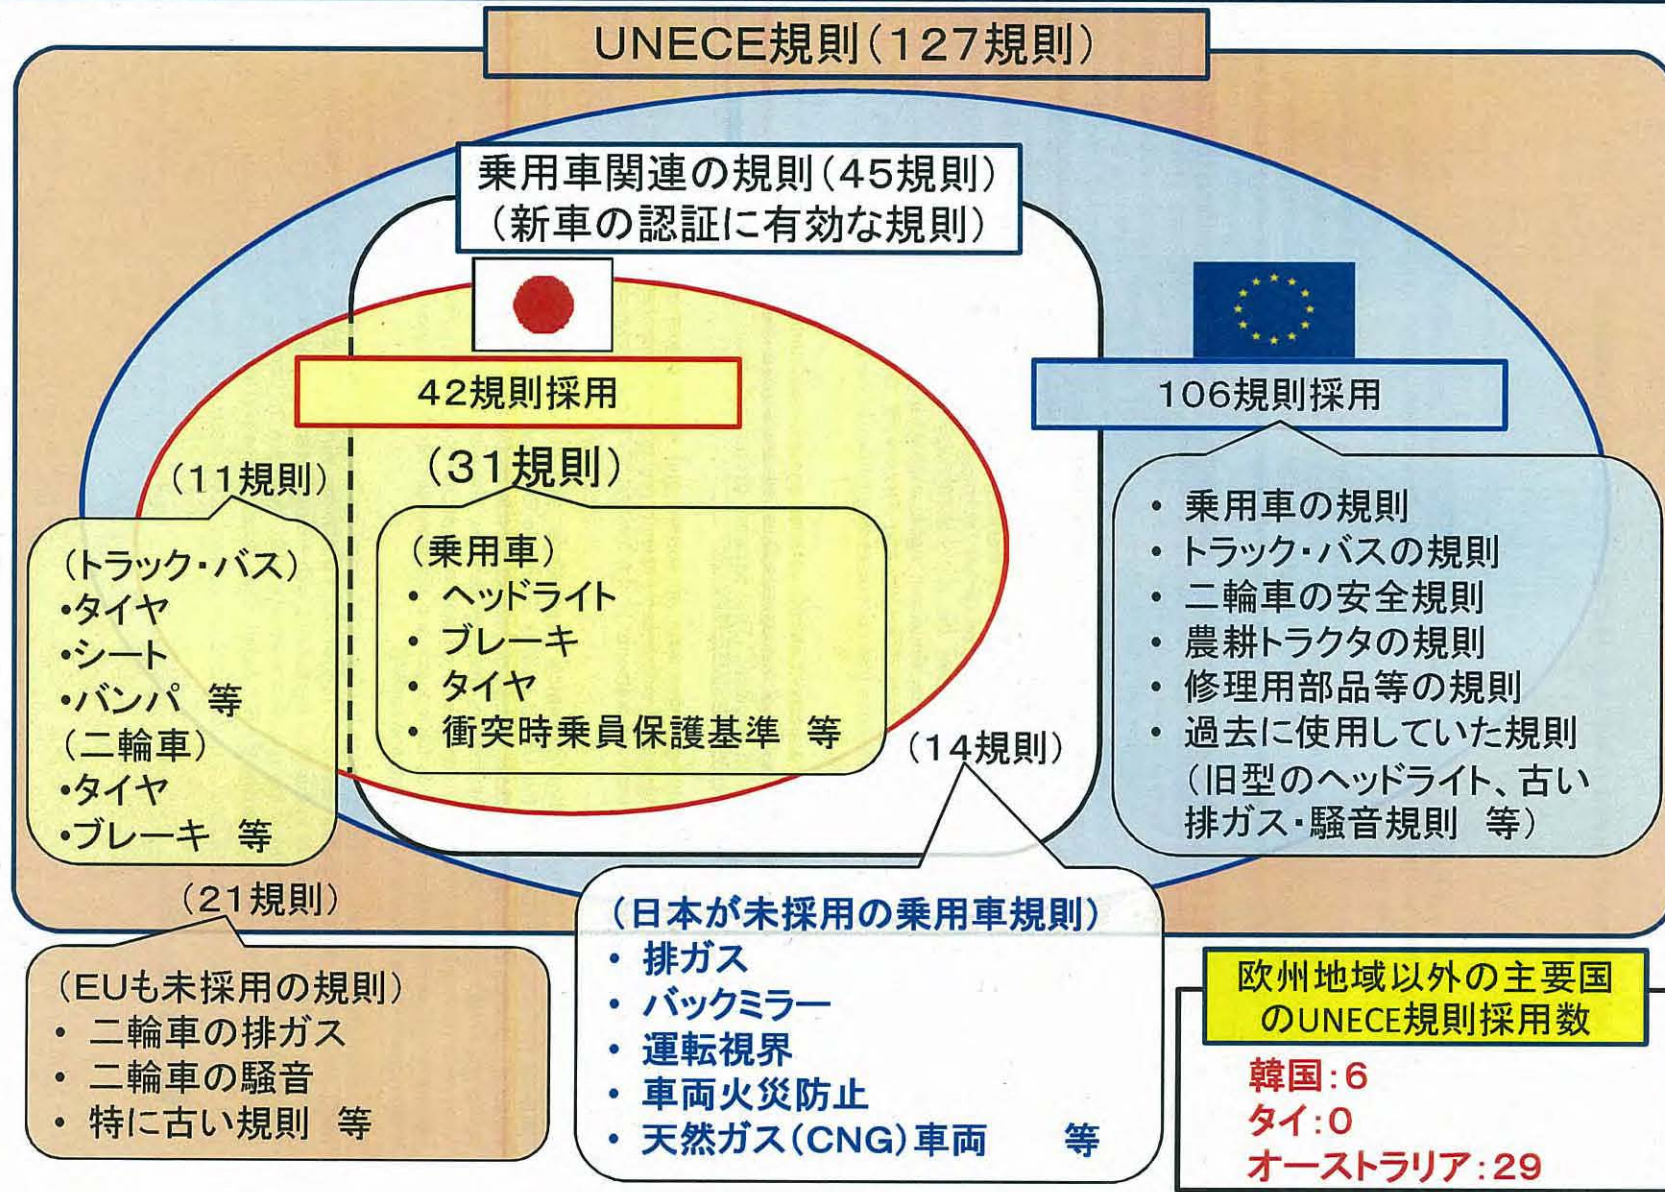 UNECE規則(127規則)
乗用車関連の規則(45規則)
(新車の認証に有効な規則)
42規則採用
106規則採用
(11規則)
(31規則)
(トラック・バス)
・タイヤ
・シート
・バンパ 等
(二輪車)
・タイヤ
・ブレーキ 等
(乗用車)
・ ヘッドライト
・ ブレーキ
・ タイヤ
・ 衝突時乗員保護基準 等
・ 乗用車の規則
・ トラック・バスの規則
・ 二輪車の安全規則
・ 農耕トラクタの規則
・ 修理用部品等の規則
・ 過去に使用していた規則
(旧型のヘッドライト、古い
排ガス・騒音規則 等)
(14規則)
(21規則)
(EUも未採用の規則)
・ 二輪車の排ガス
・ 二輪車の騒音
・ 特に古い規則 等
(日本が未採用の乗用車規則)
・ 排ガス
・ バックミラー
・ 運転視界
・ 車両火災防止
・ 天然ガス(CNG)車両 等
欧州地域以外の主要国
のUNECE規則採用数
韓国:6
タイ:0
オーストラリア:29